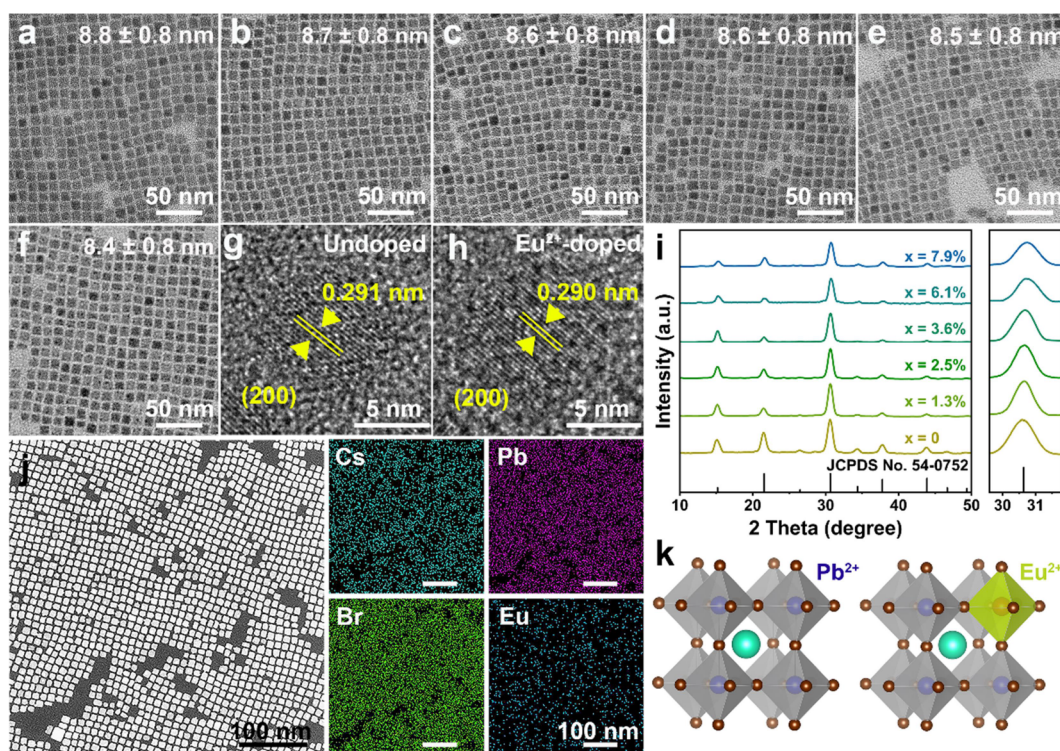 a
8.8 ± 0.8 nm
50 nm
b
8.7 ± 0.8 nm
50 nm
c
8.6 ± 0.8 nm
50 nm
d
8.6 ± 0.8 nm
50 nm
e
8.5 ± 0.8 nm
50 nm
f
8.4 ± 0.8 nm
50 nm
g
Undoped
0.291 nm
(200)
5 nm
h
Eu²⁺-doped
0.290 nm
(200)
5 nm
i
Intensity (a.u.)
x = 7.9%
x = 6.1%
x = 3.6%
x = 2.5%
x = 1.3%
x = 0
JCPDS No. 54-0752
10 20 30 40 50
30 31
2 Theta (degree)
j
100 nm
Cs
Pb
Br
Eu
100 nm
k
Pb²⁺
Eu²⁺